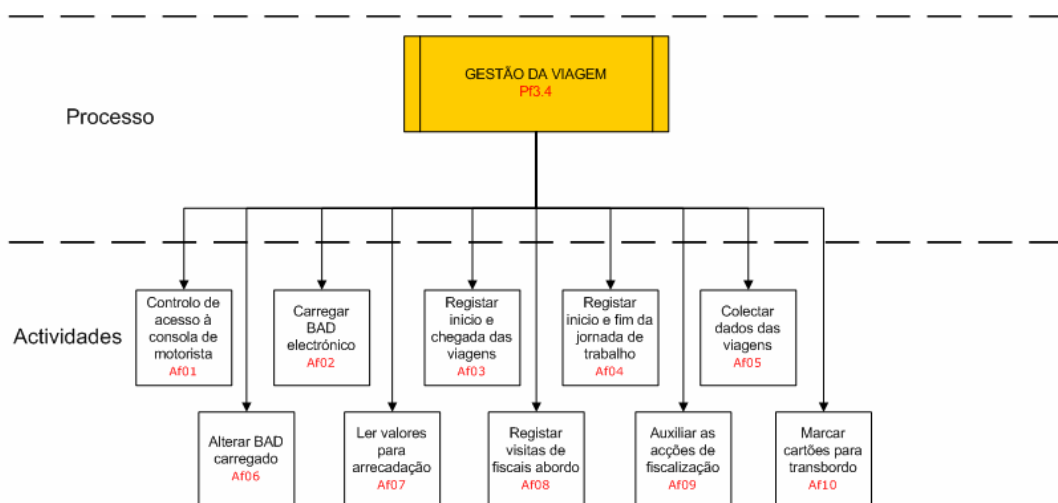 GESTÃO DA VIAGEM
Pf3.4
Processo
Actividades
Controlo de
acesso à
consola de
motorista
Af01
Carregar
BAD
electrónico
Af02
Registar
inicio e
chegada das
viagens
Af03
Registar
inicio e fim da
jornada de
trabalho
Af04
Colectar
dados das
viagens
Af05
Alterar BAD
carregado
Af06
Ler valores
para
arrecadação
Af07
Registar
visitas de
fiscais abordo
Af08
Auxiliar as
acções de
fiscalização
Af09
Marcar
cartões para
transbordo
Af10